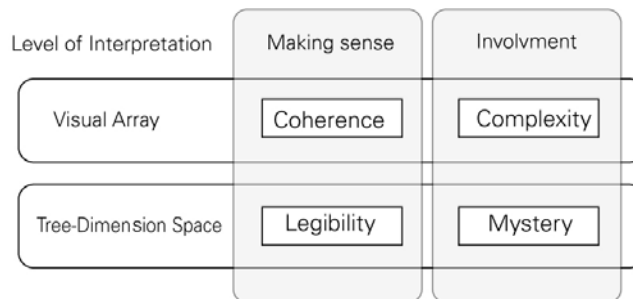 Level of Interpretation Making sense Involvment
Visual Array Coherence Complexity
Tree-Dimension Space Legibility Mystery